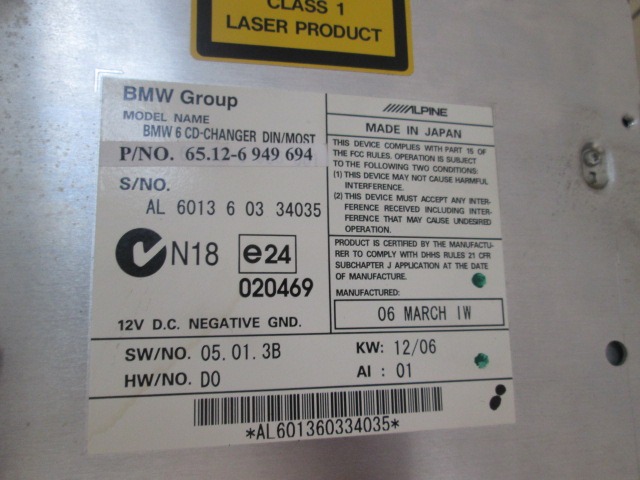 CLASS 1
LASER PRODUCT
BMW Group
MODEL NAME
BMW 6 CD-CHANGER DIN/MOST
P/NO. 65.12-6 949 694
S/NO.
AL 6013 6 03 34035
N18 e24
020469
12V D.C. NEGATIVE GND.
ALPINE
MADE IN JAPAN
THIS DEVICE COMPLIES WITH PART 15 OF
THE FCC RULES. OPERATION IS SUBJECT
TO THE FOLLOWING TWO CONDITIONS:
(1) THIS DEVICE MAY NOT CAUSE HARMFUL
INTERFERENCE.
(2) THIS DEVICE MUST ACCEPT ANY INTER-
FERENCE RECEIVED INCLUDING INTER-
FERENCE THAT MAY CAUSE UNDESIRED
OPERATION.
PRODUCT IS CERTIFIED BY THE MANUFACTU-
RER TO COMPLY WITH DHHS RULES 21 CFR
SUBCHAPTER J APPLICATION AT THE DATE
OF MANUFACTURE.
MANUFACTURED:
06 MARCH IW
SW/NO. 05.01.3B
HW/NO. D0
KW: 12/06
AI : 01
*AL601360334035*